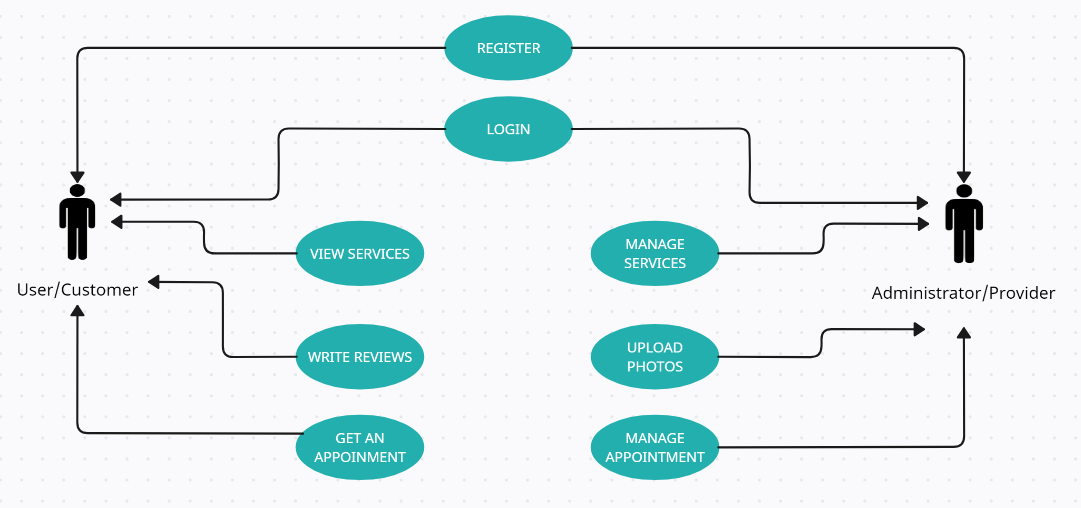 REGISTER
LOGIN
VIEW SERVICES
MANAGE
SERVICES
User/Customer
Administrator/Provider
WRITE REVIEWS
UPLOAD
PHOTOS
GET AN
APPOINMENT
MANAGE
APPOINTMENT